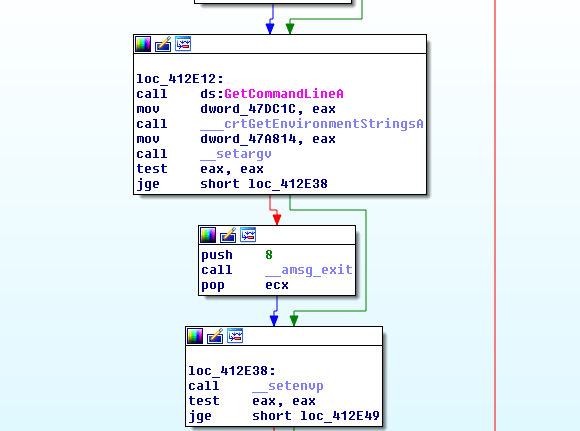 loc_412E12:
call ds:GetCommandLineA
mov dword_47DC1C, eax
call ___crtGetEnvironmentStringsA
mov dword_47A814, eax
call __setargv
test eax, eax
jge short loc_412E38
push 8
call __amsg_exit
pop ecx
loc_412E38:
call __setenvp
test eax, eax
jge short loc_412E49